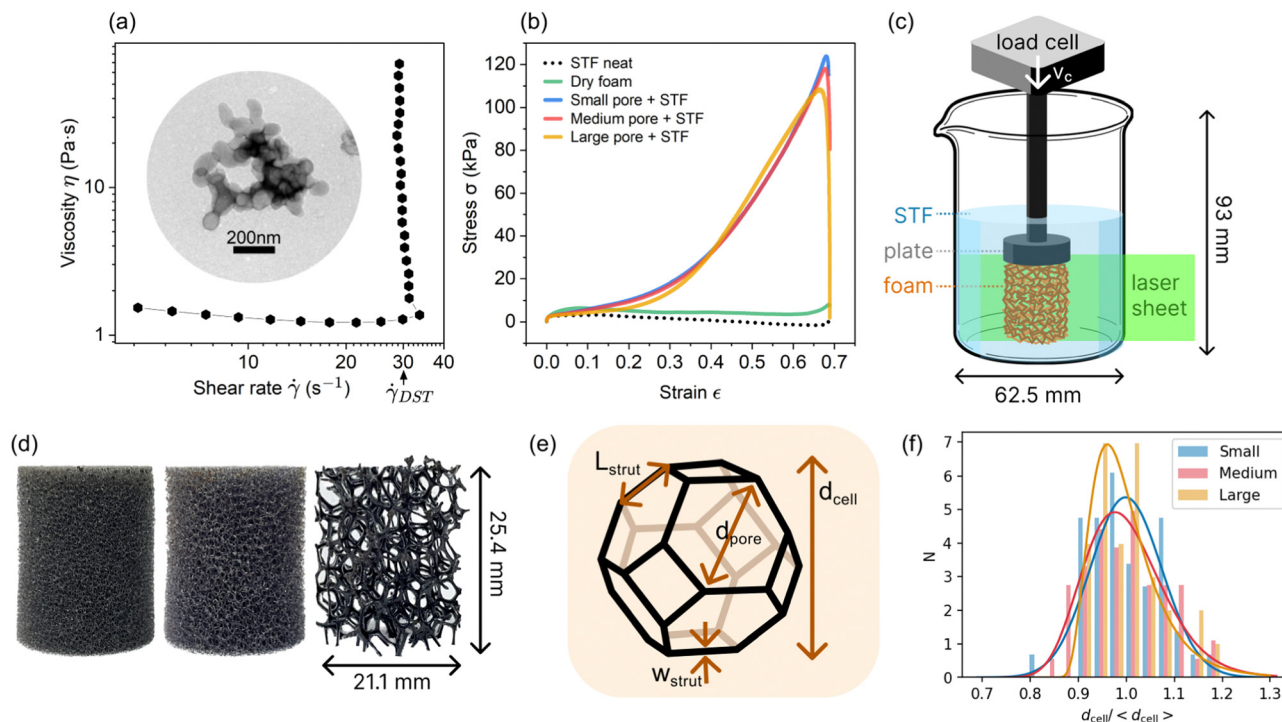 (a)
Viscosity η (Pa·s)
10
1
200nm
10
20
30
40
Shear rate γ̇ (s⁻¹)
γ̇DST
(b)
Stress σ (kPa)
120
100
80
60
40
20
0
STF neat
Dry foam
Small pore + STF
Medium pore + STF
Large pore + STF
0.0 0.1 0.2 0.3 0.4 0.5 0.6 0.7
Strain ϵ
(c)
load cell
Vc
STF
plate
foam
laser
sheet
93 mm
62.5 mm
(d)
25.4 mm
21.1 mm
(e)
Lstrut
dpore
dcell
wstrut
(f)
N
7
6
5
4
3
2
1
0
Small
Medium
Large
0.7 0.8 0.9 1.0 1.1 1.2 1.3
dcell/ < dcell >